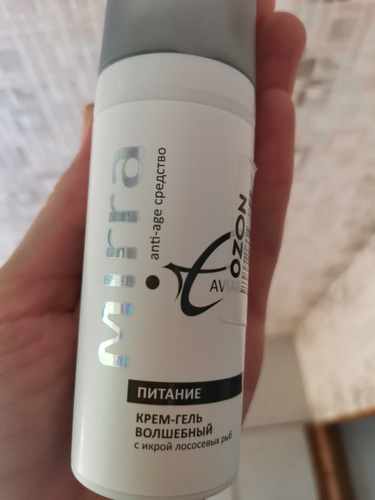 Mirra
anti-age средство
AVIAR
OZON
ПИТАНИЕ
КРЕМ-ГЕЛЬ
ВОЛШЕБНЫЙ
с икрой лососевых рыб